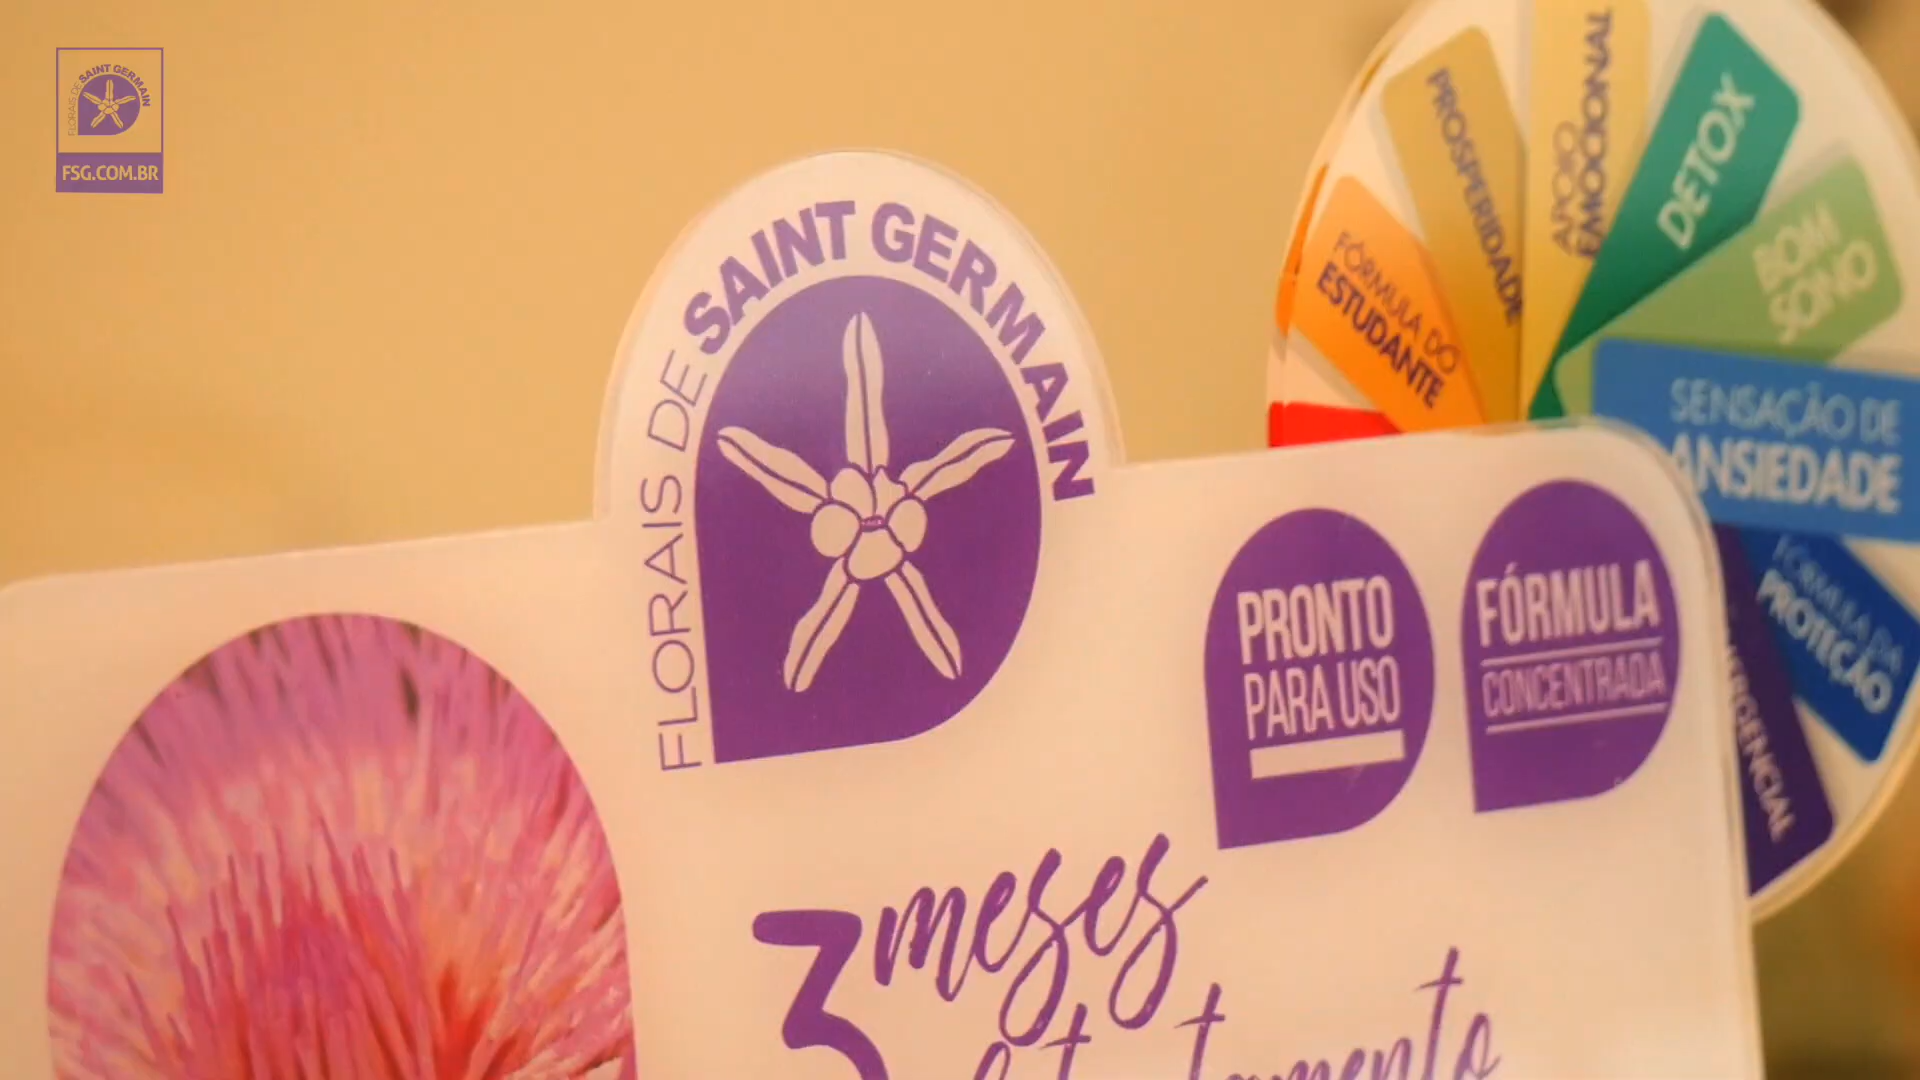 FLORAIS DE SAINT GERMAIN
FSG.COM.BR
FLORAIS DE SAINT GERMAIN
PRONTO
PARA USO
FÓRMULA
CONCENTRADA
3 meses
FÓRMULA DO
ESTUDANTE
PROSPERIDADE
APOIO
EMOCIONAL
DETOX
BOM
SONO
SENSAÇÃO DE
ANSIEDADE
FÓRMULA DA
PROTEÇÃO